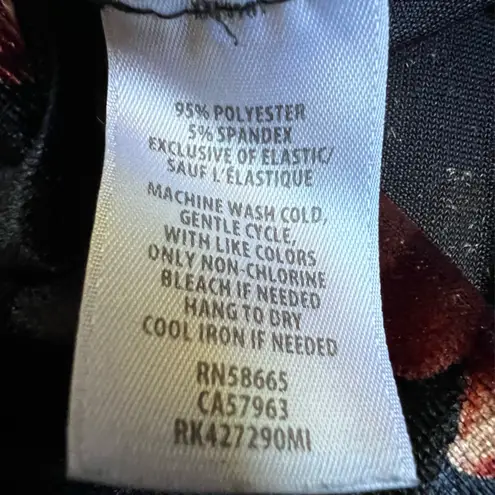 95% POLYESTER
5% SPANDEX
EXCLUSIVE OF ELASTIC/
SAUF L'ÉLASTIQUE
MACHINE WASH COLD,
GENTLE CYCLE,
WITH LIKE COLORS
ONLY NON-CHLORINE
BLEACH IF NEEDED
HANG TO DRY
COOL IRON IF NEEDED
RN58665
CA57963
RK427290MI